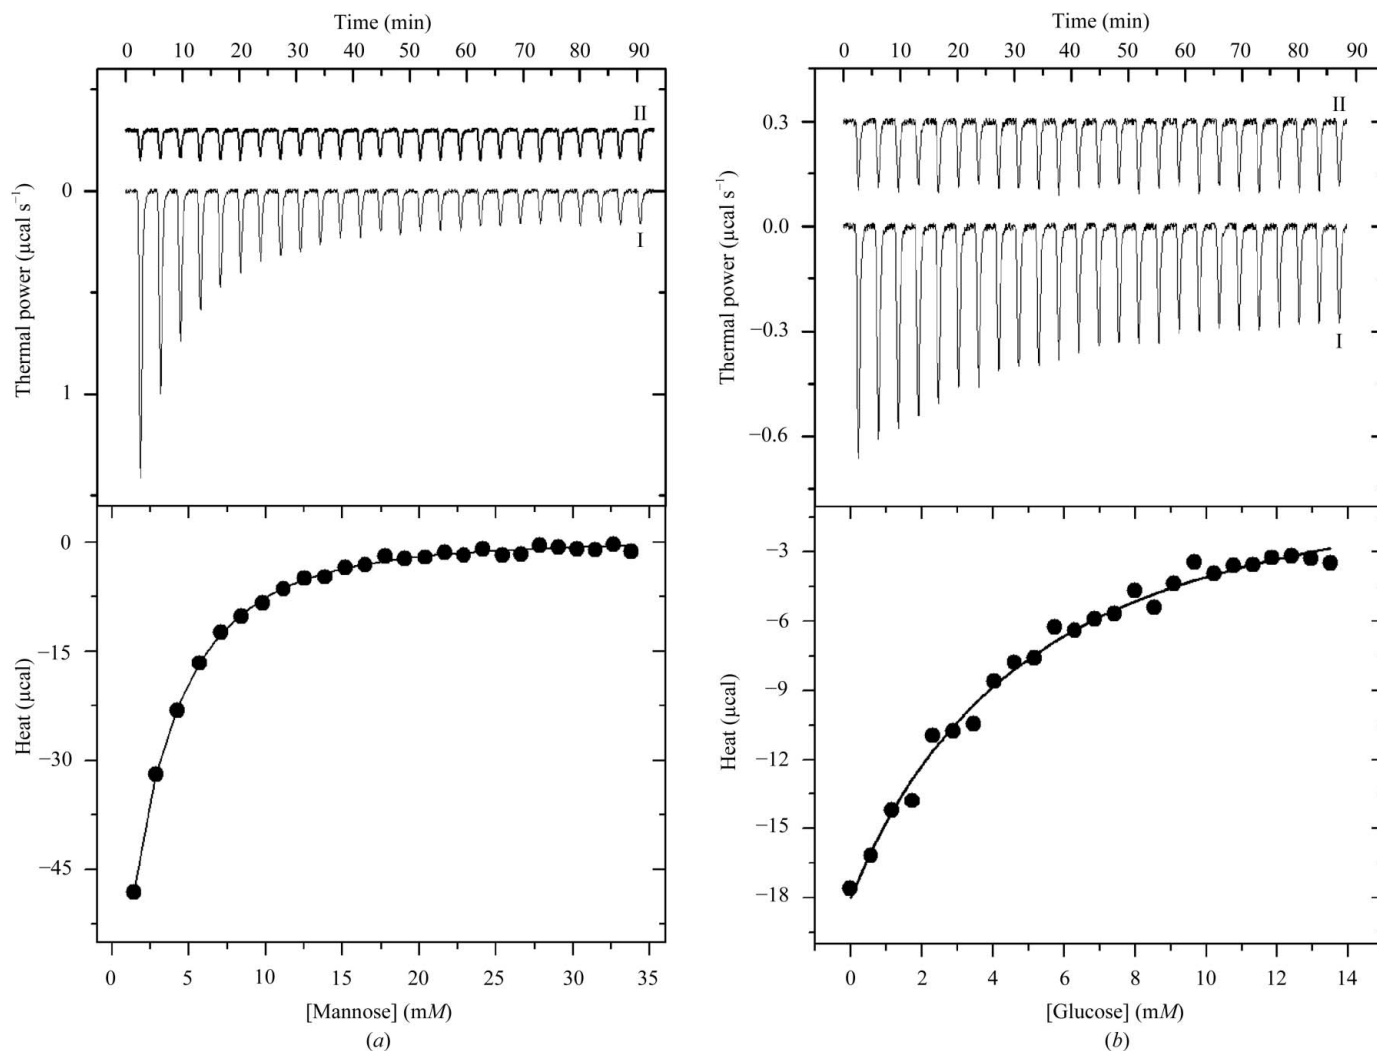 Time (min)
0 10 20 30 40 50 60 70 80 90
II
0
I
1
Thermal power (µcal s⁻¹)
0
−15
−30
−45
Heat (µcal)
0 5 10 15 20 25 30 35
[Mannose] (mM)
(a)
Time (min)
0 10 20 30 40 50 60 70 80 90
II
0.3
0.0
−0.3
I
−0.6
Thermal power (µcal s⁻¹)
−3
−6
−9
−12
−15
−18
Heat (µcal)
0 2 4 6 8 10 12 14
[Glucose] (mM)
(b)